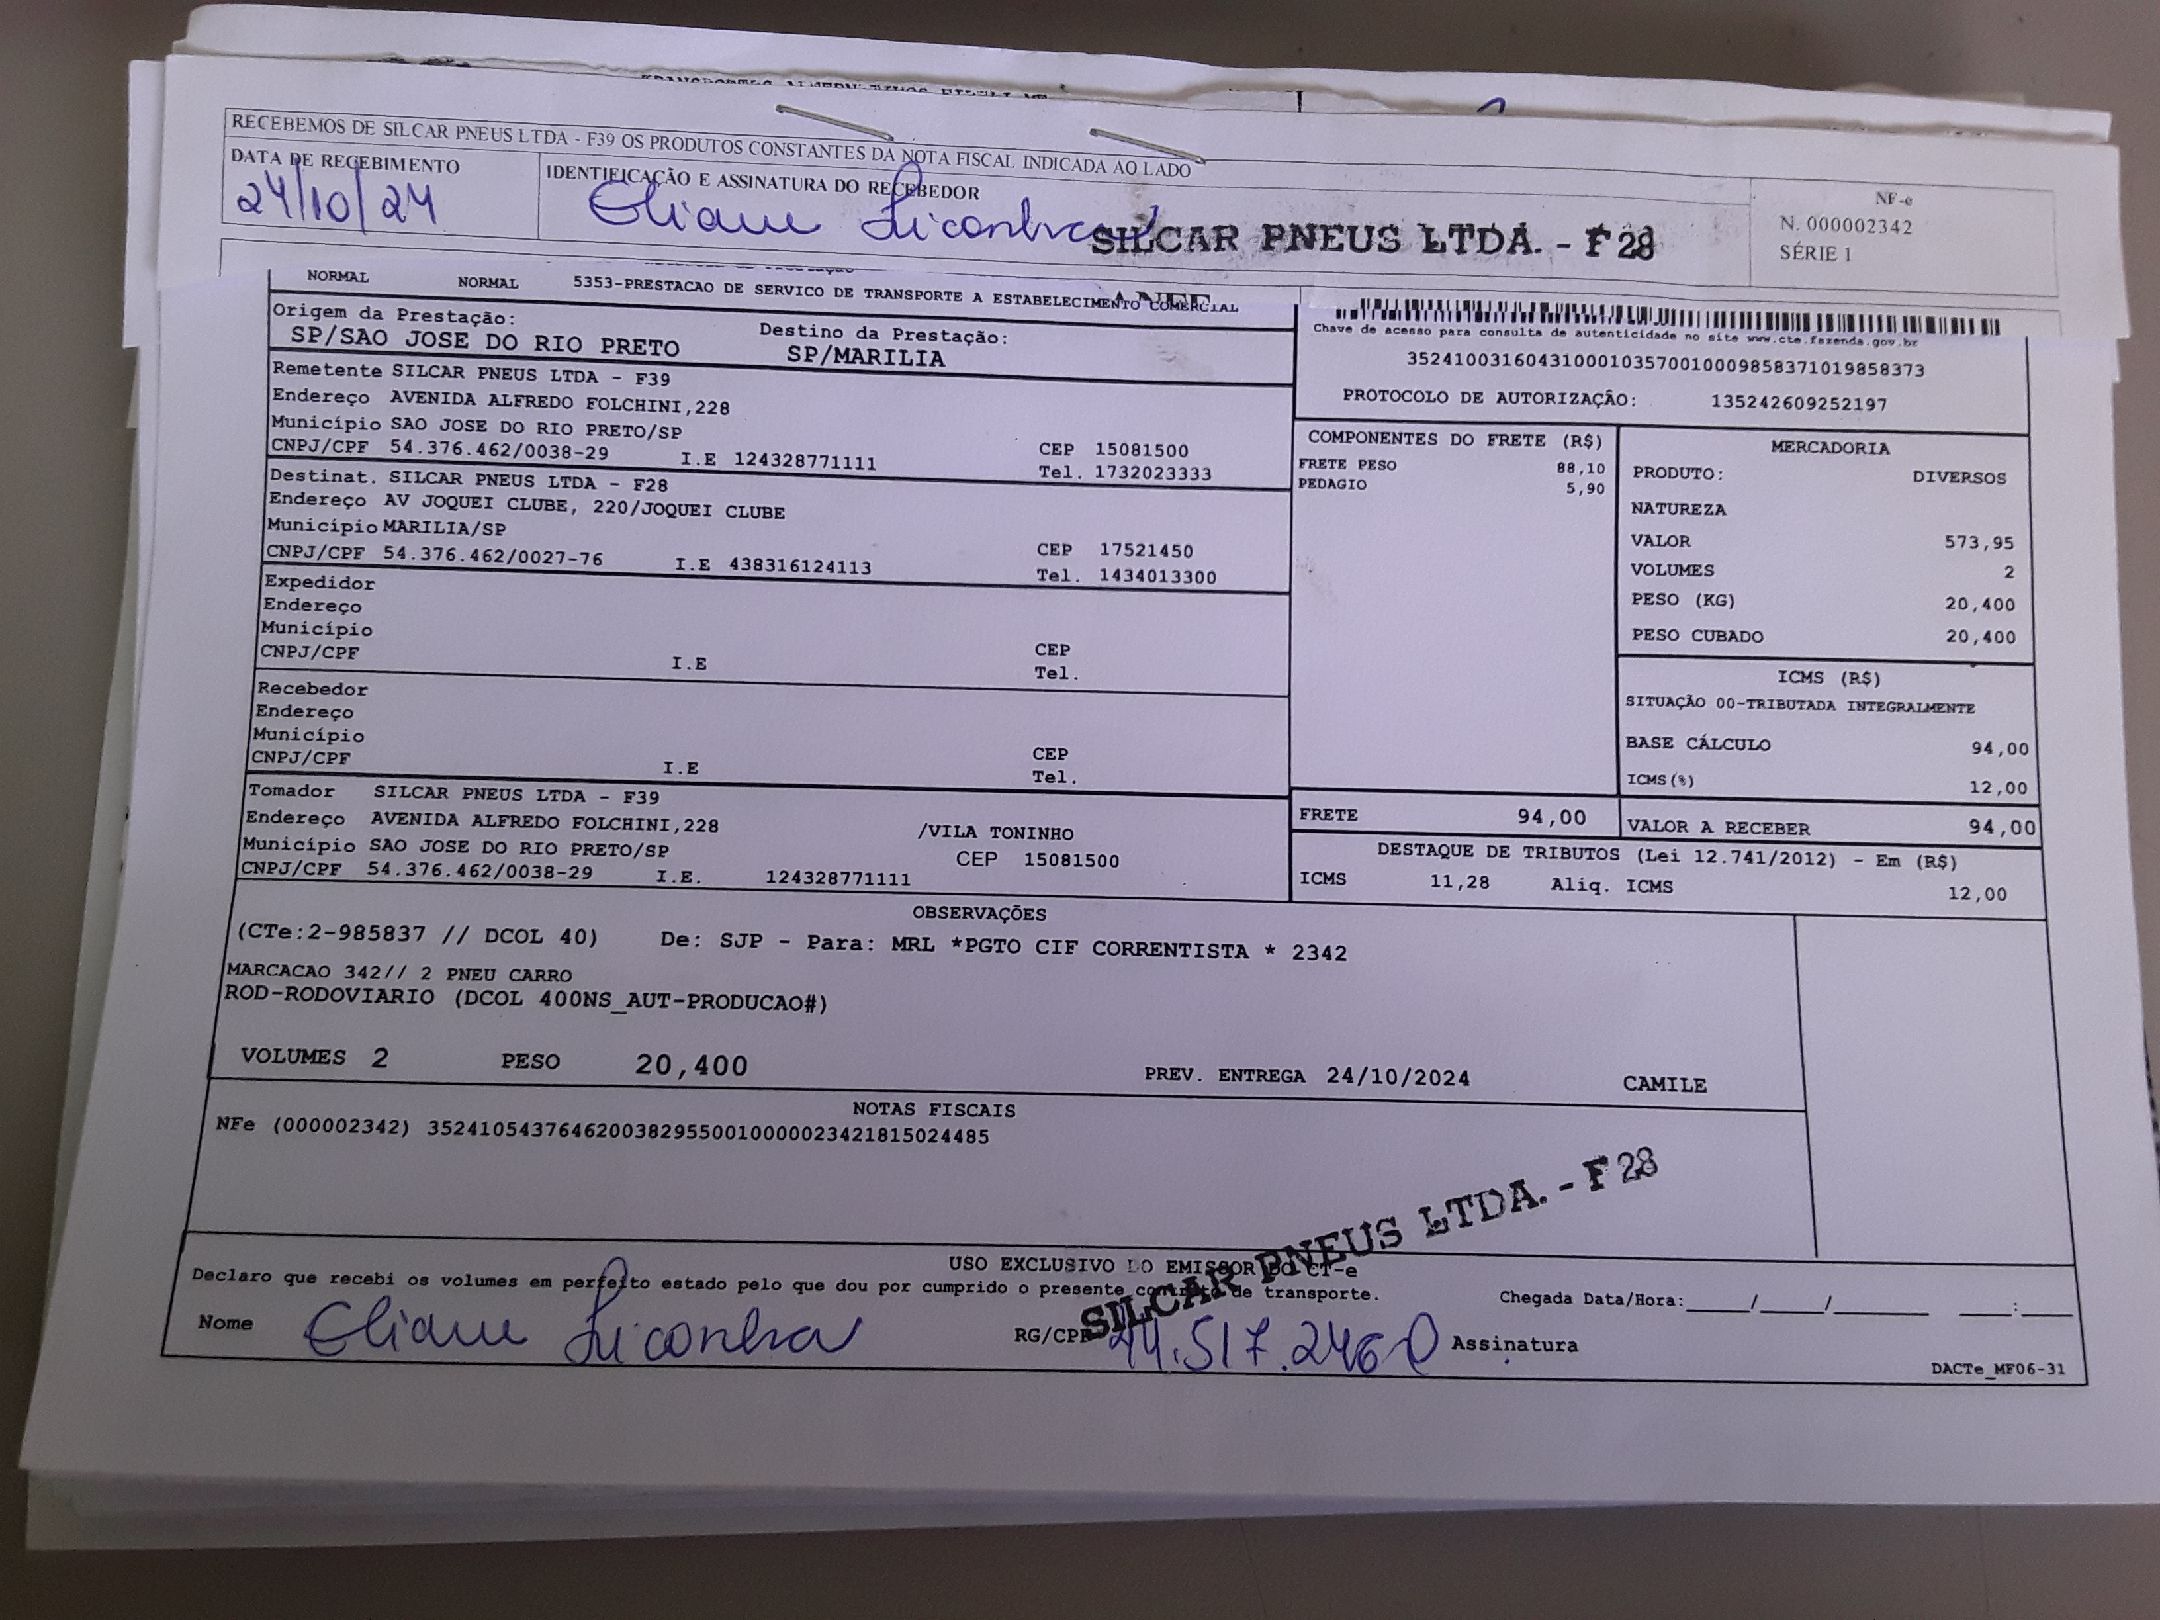 RECEBEMOS DE SILCAR PNEUS LTDA - F39 OS PRODUTOS CONSTANTES DA NOTA FISCAL INDICADA AO LADO
DATA DE RECEBIMENTO
24/10/24
IDENTIFICAÇÃO E ASSINATURA DO RECEBEDOR
SILCAR PNEUS LTDA. - F 28
NF-e
N. 000002342
SÉRIE 1
NORMAL NORMAL 5353-PRESTACAO DE SERVICO DE TRANSPORTE A ESTABELECIMENTO COMERCIAL
Origem da Prestação: Destino da Prestação:
SP/SAO JOSE DO RIO PRETO SP/MARILIA
Remetente SILCAR PNEUS LTDA - F39
Endereço AVENIDA ALFREDO FOLCHINI,228
Município SAO JOSE DO RIO PRETO/SP CEP 15081500
CNPJ/CPF 54.376.462/0038-29 I.E 124328771111 Tel. 1732023333
Destinat. SILCAR PNEUS LTDA - F28
Endereço AV JOQUEI CLUBE, 220/JOQUEI CLUBE
Município MARILIA/SP CEP 17521450
CNPJ/CPF 54.376.462/0027-76 I.E 438316124113 Tel. 1434013300
Expedidor
Endereço
Município CEP
CNPJ/CPF I.E Tel.
Recebedor
Endereço
Município CEP
CNPJ/CPF I.E Tel.
Tomador SILCAR PNEUS LTDA - F39
Endereço AVENIDA ALFREDO FOLCHINI,228 /VILA TONINHO
Município SAO JOSE DO RIO PRETO/SP CEP 15081500
CNPJ/CPF 54.376.462/0038-29 I.E. 124328771111
Chave de acesso para consulta de autenticidade no site www.cte.fazenda.gov.br
35241003160431000103570010009858371019858373
PROTOCOLO DE AUTORIZAÇÃO: 135242609252197
COMPONENTES DO FRETE (R$)
FRETE PESO 88,10
PEDAGIO 5,90
MERCADORIA
PRODUTO: DIVERSOS
NATUREZA
VALOR 573,95
VOLUMES 2
PESO (KG) 20,400
PESO CUBADO 20,400
ICMS (R$)
SITUAÇÃO 00-TRIBUTADA INTEGRALMENTE
BASE CÁLCULO 94,00
ICMS(%) 12,00
FRETE 94,00 VALOR A RECEBER 94,00
DESTAQUE DE TRIBUTOS (Lei 12.741/2012) - Em (R$)
ICMS 11,28 Aliq. ICMS 12,00
OBSERVAÇÕES
(CTe:2-985837 // DCOL 40) De: SJP - Para: MRL *PGTO CIF CORRENTISTA * 2342
MARCACAO 342// 2 PNEU CARRO
ROD-RODOVIARIO (DCOL 400NS_AUT-PRODUCAO#)
VOLUMES 2 PESO 20,400 PREV. ENTREGA 24/10/2024 CAMILE
NOTAS FISCAIS
NFe (000002342) 35241054376462003829550010000023421815024485
SILCAR PNEUS LTDA. - F 28
USO EXCLUSIVO DO EMISSOR DO CT-e
Declaro que recebi os volumes em perfeito estado pelo que dou por cumprido o presente contrato de transporte.
Chegada Data/Hora:____/____/______ ___:___
Nome RG/CPF Assinatura
DACTe_MF06-31